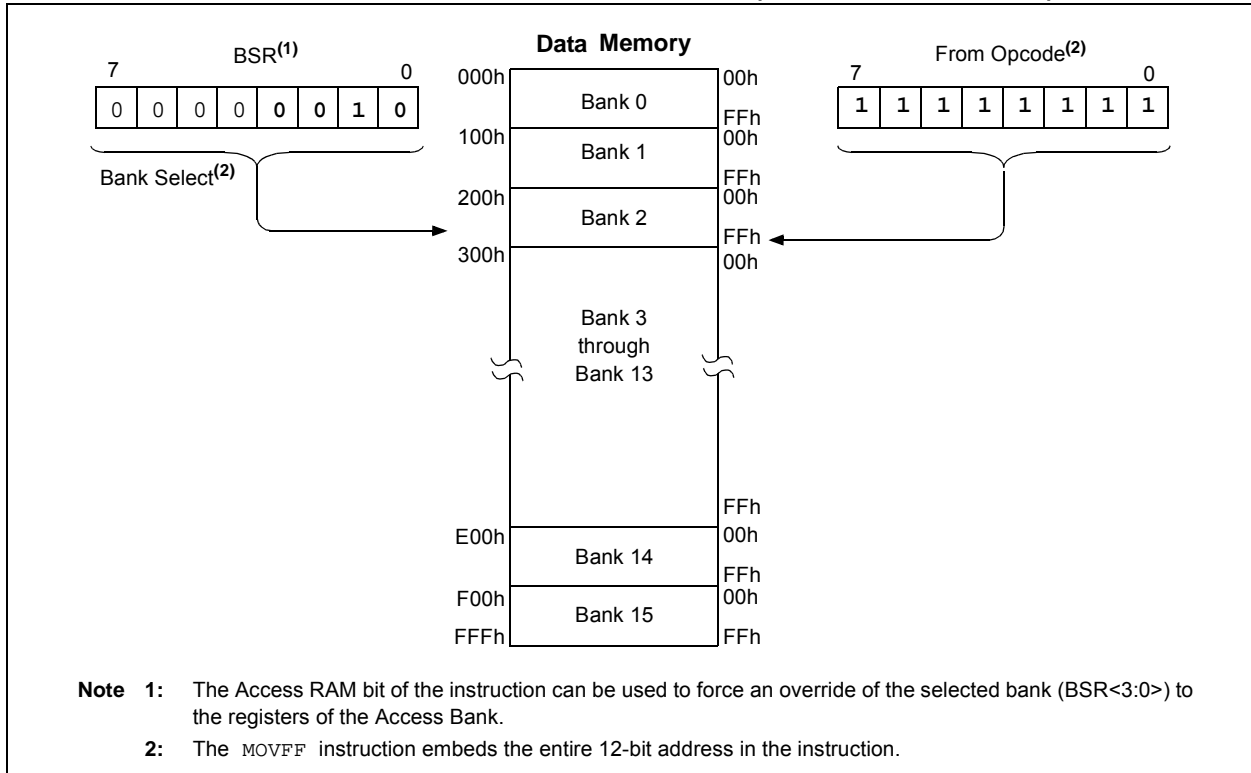 Data Memory
BSR(1)
7 0
0 0 0 0 0 0 1 0
Bank Select(2)
From Opcode(2)
7 0
1 1 1 1 1 1 1 1
000h Bank 0 00h
FFh
100h Bank 1 00h
FFh
200h Bank 2 00h
FFh
300h 00h
Bank 3
through
Bank 13
FFh
E00h Bank 14 00h
FFh
F00h Bank 15 00h
FFFh FFh
Note 1: The Access RAM bit of the instruction can be used to force an override of the selected bank (BSR<3:0>) to
the registers of the Access Bank.
2: The MOVFF instruction embeds the entire 12-bit address in the instruction.